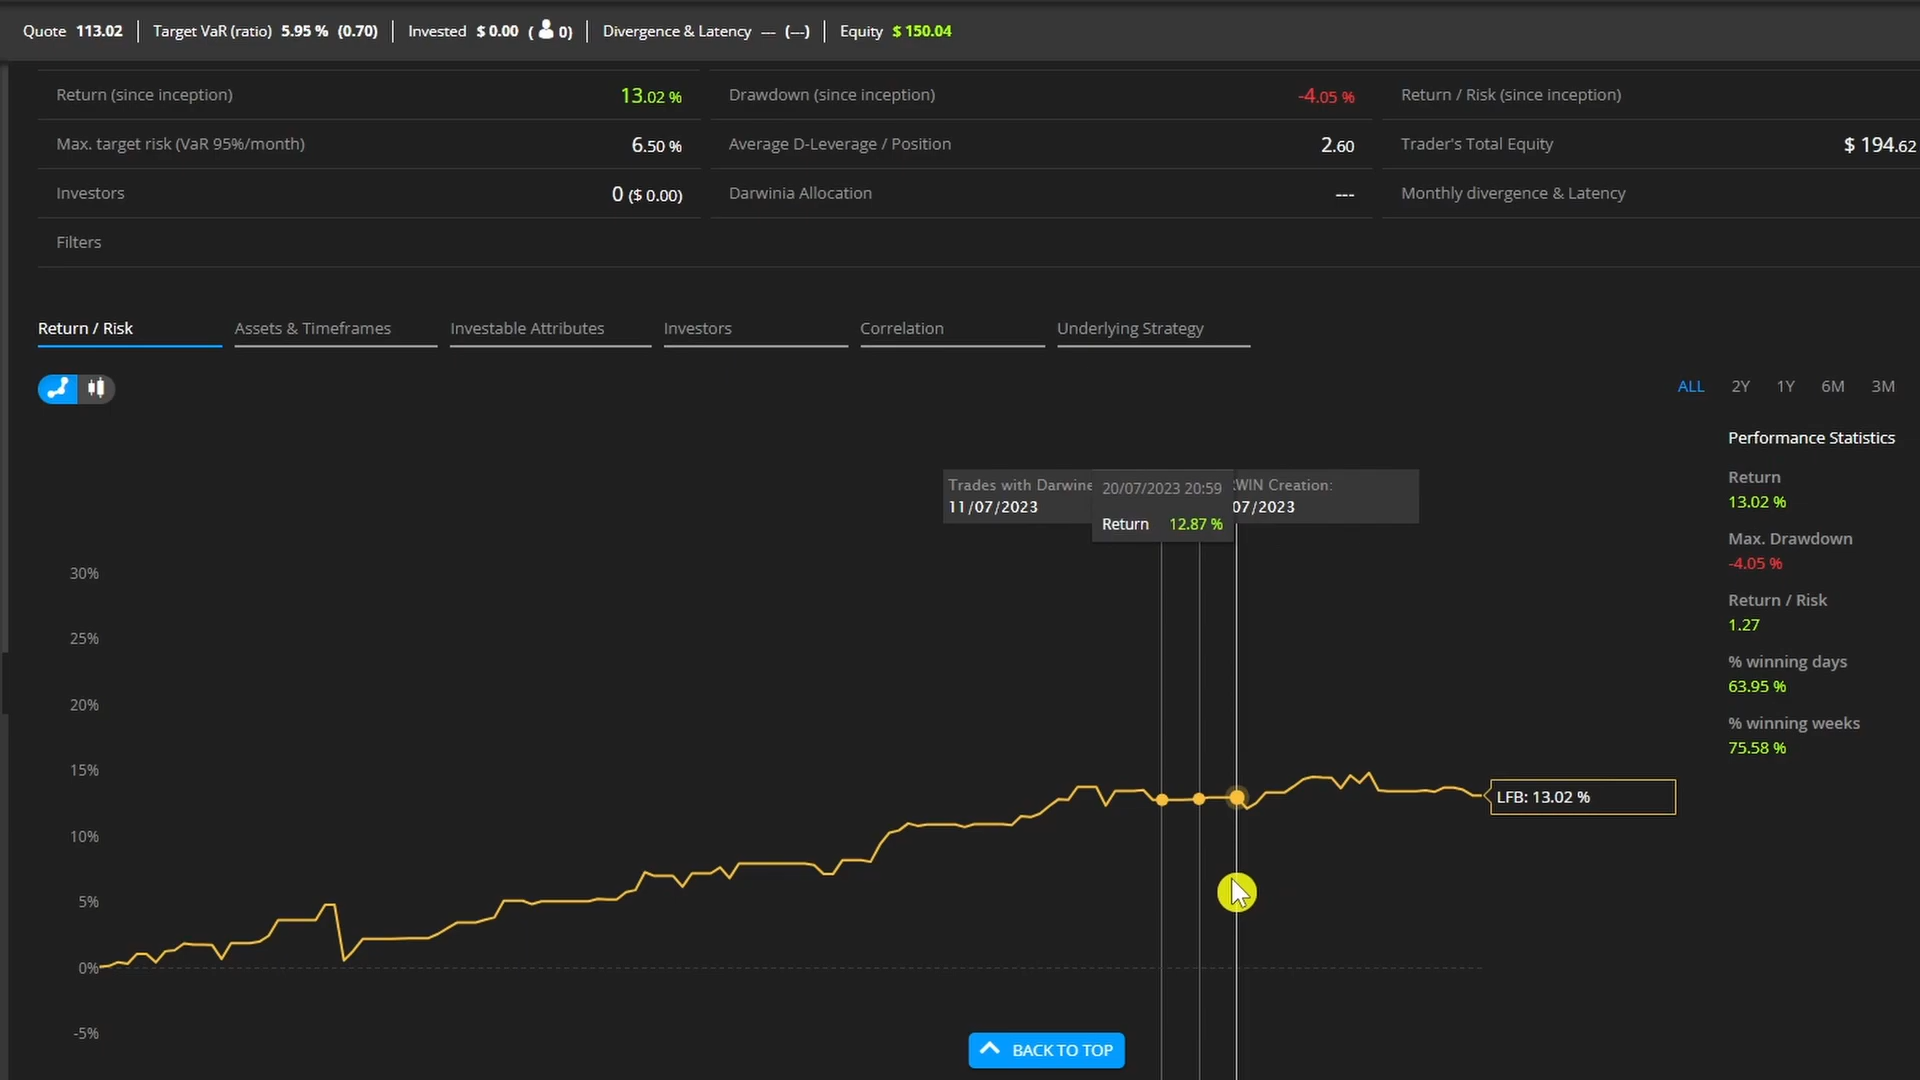 Quote 113.02 Target VaR (ratio) 5.95 % (0.70) Invested $ 0.00 ( 0) Divergence & Latency — (—) Equity $ 150.04
Return (since inception) 13.02 % Drawdown (since inception) -4.05 % Return / Risk (since inception)
Max. target risk (VaR 95%/month) 6.50 % Average D-Leverage / Position 2.60 Trader's Total Equity $ 194.62
Investors 0 ($ 0.00) Darwinia Allocation --- Monthly divergence & Latency
Filters
Return / Risk Assets & Timeframes Investable Attributes Investors Correlation Underlying Strategy
ALL 2Y 1Y 6M 3M
Performance Statistics
Return
13.02 %
Max. Drawdown
-4.05 %
Return / Risk
1.27
% winning days
63.95 %
% winning weeks
75.58 %
Trades with Darwine
11/07/2023
20/07/2023 20:59
Return 12.87 %
WIN Creation:
07/2023
30%
25%
20%
15%
10%
5%
0%
-5%
LFB: 13.02 %
BACK TO TOP